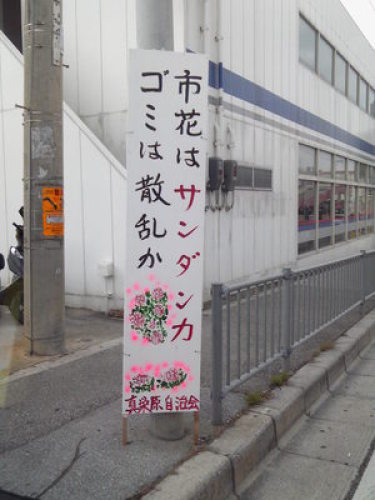 市花はサンダンカ
ゴミは散乱か
真栄原自治会